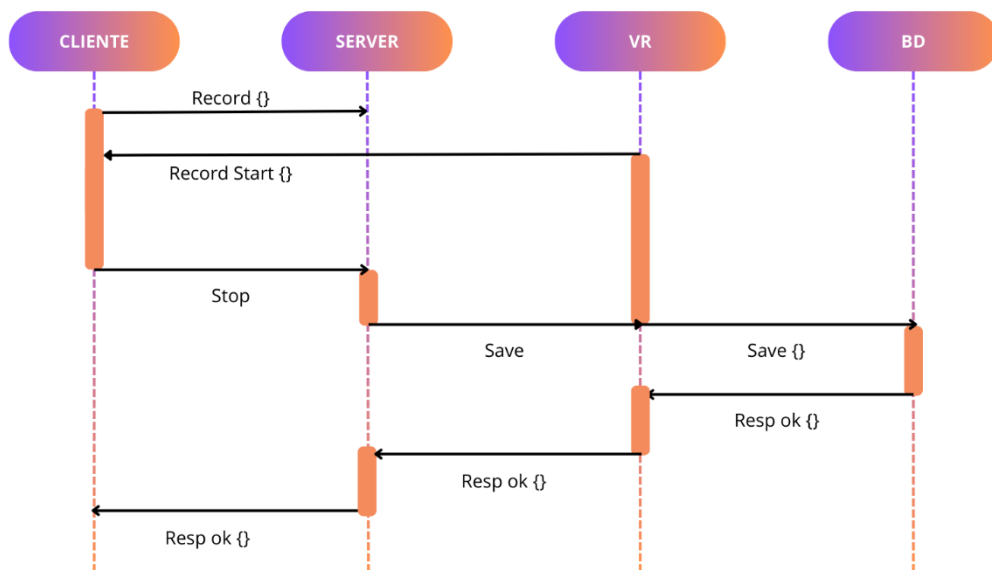 CLIENTE
SERVER
VR
BD
Record {}
Record Start {}
Stop
Save
Save {}
Resp ok {}
Resp ok {}
Resp ok {}